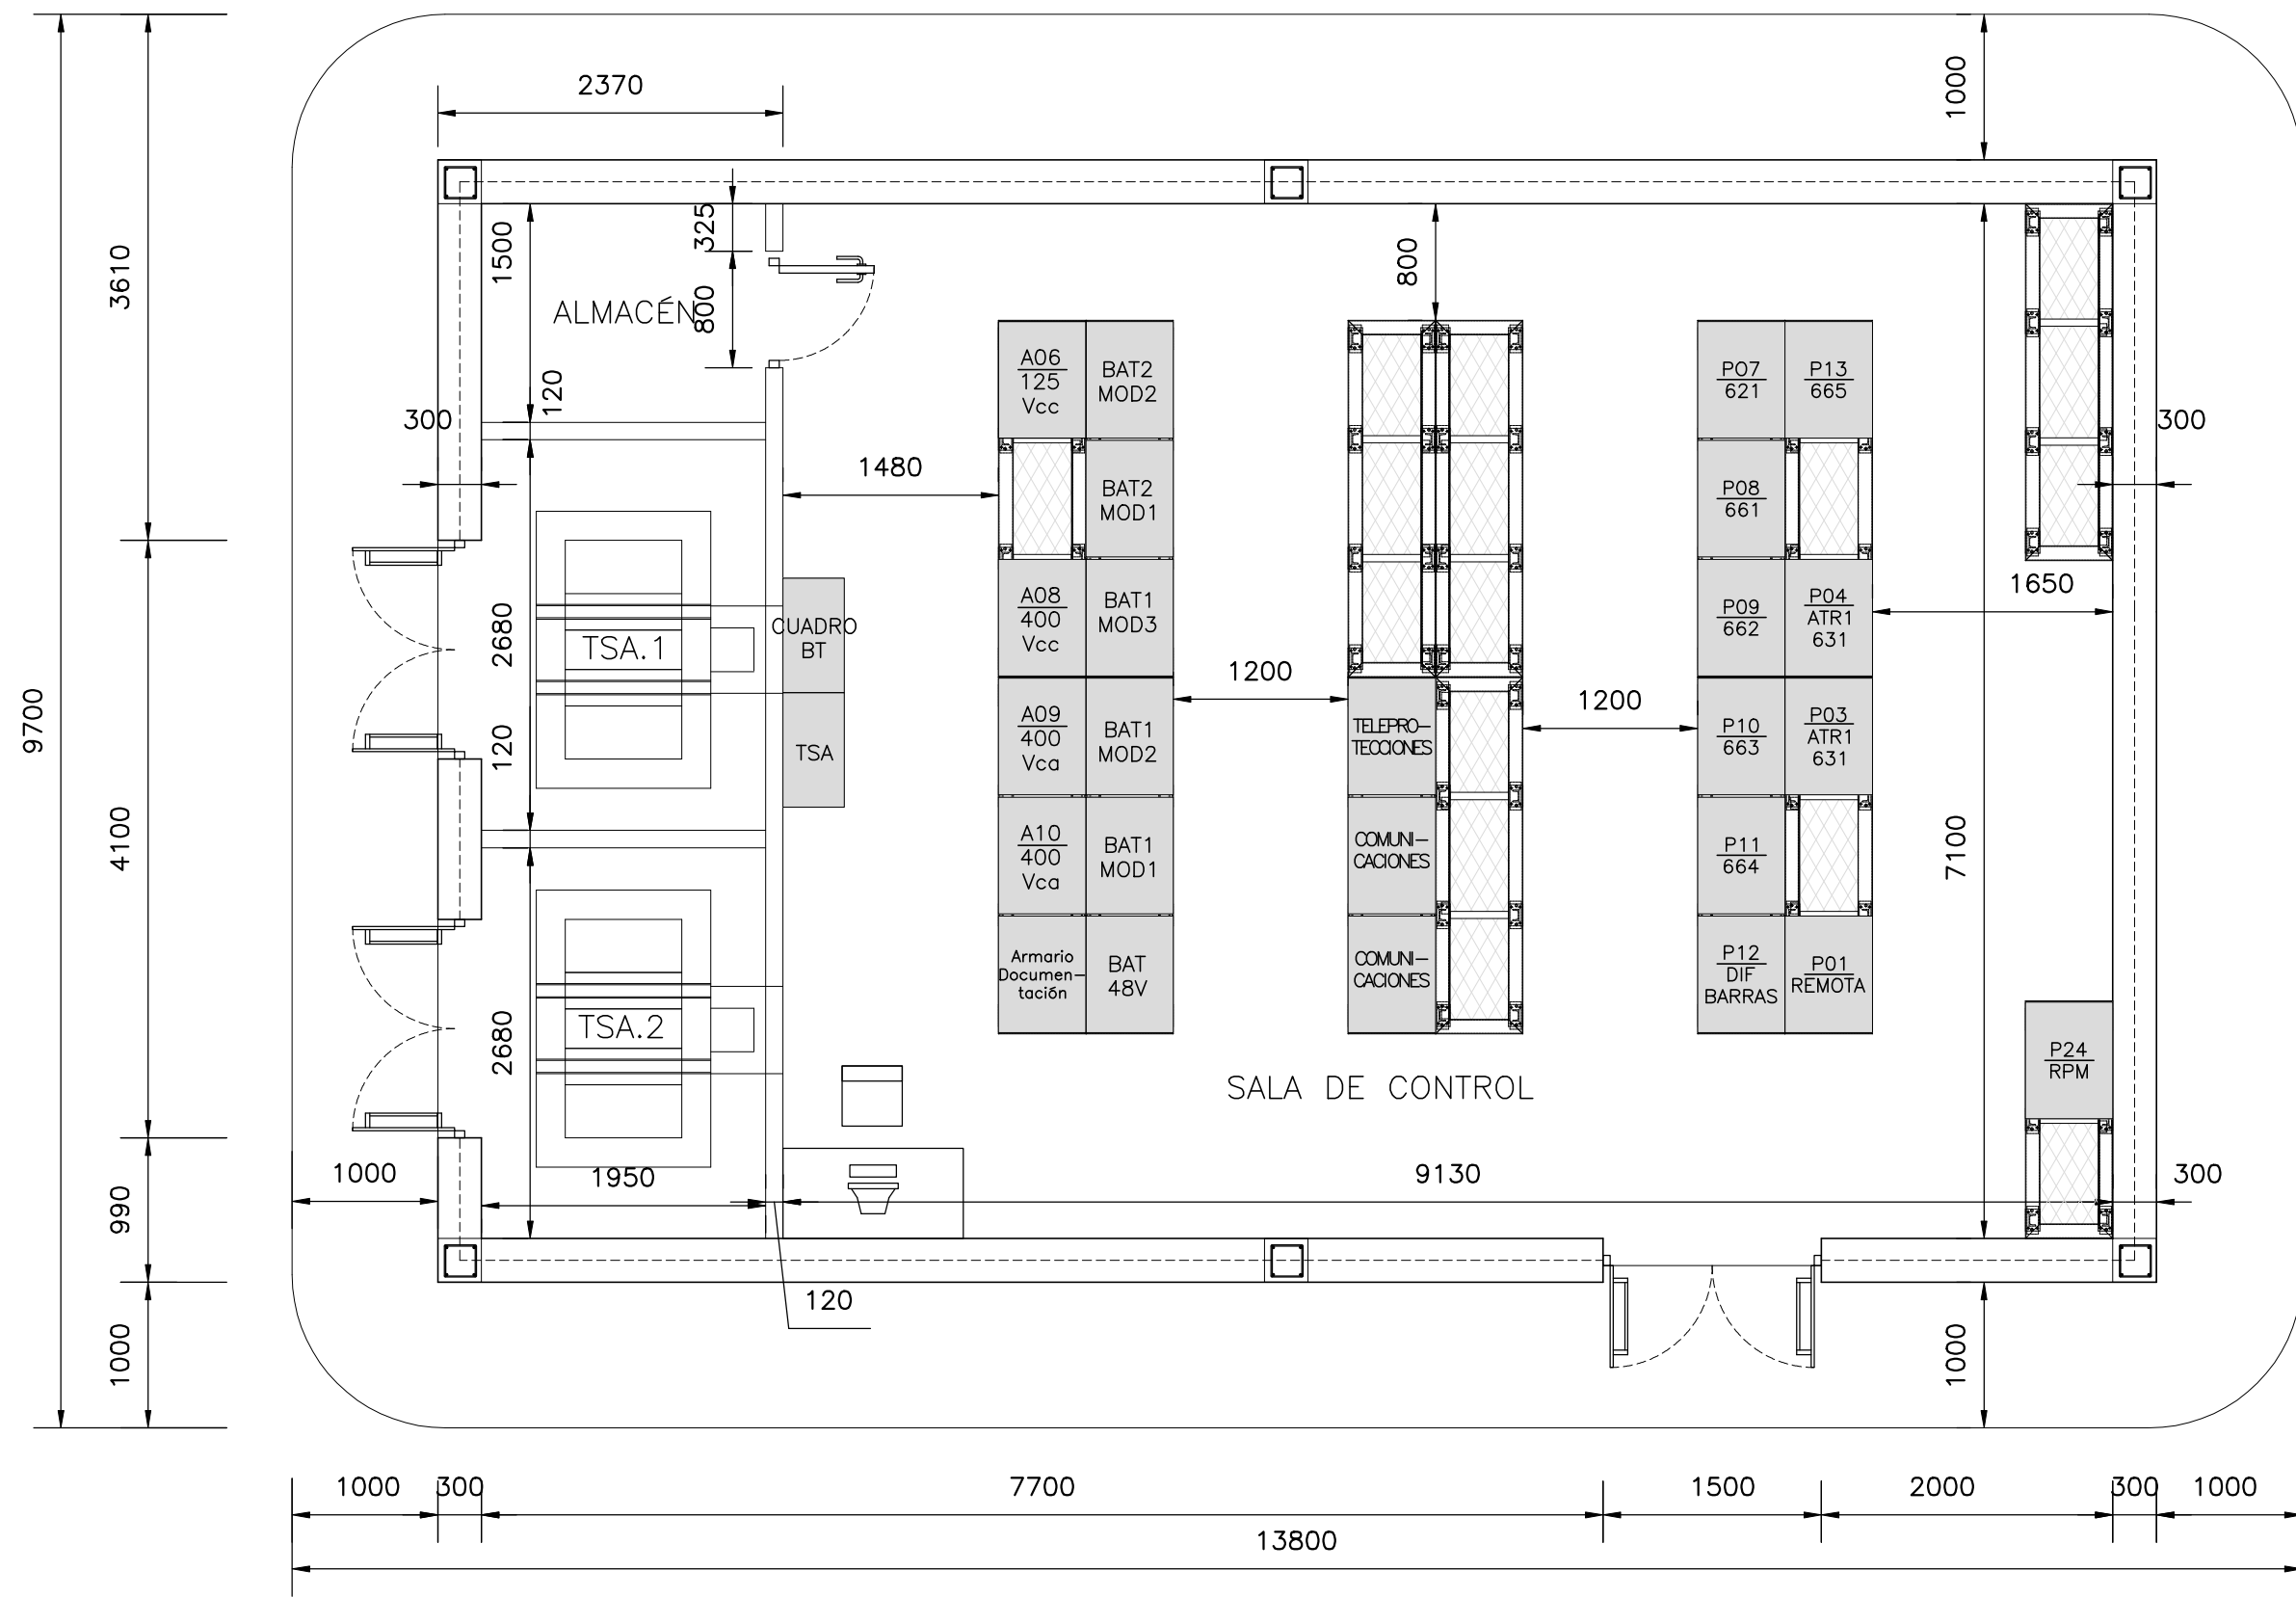 2370
1000
325
1500
800
3610
ALMACÉN
800
A06
125
Vcc
BAT2
MOD2
P07
621
P13
665
120
300
300
1480
BAT2
MOD1
P08
661
1650
A08
400
Vcc
BAT1
MOD3
P09
662
P04
ATR1
631
CUADRO
BT
TSA.1
2680
1200
1200
9700
A09
400
Vca
BAT1
MOD2
TELEPRO-
TECCIONES
P10
663
P03
ATR1
631
120
TSA
4100
7100
A10
400
Vca
BAT1
MOD1
COMUNI-
CACIONES
P11
664
Armario
Documen-
tación
BAT
48V
COMUNI-
CACIONES
P12
DIF
BARRAS
P01
REMOTA
TSA.2
2680
P24
RPM
SALA DE CONTROL
1000
1950
9130
300
990
120
1000
1000
1000
300
7700
1500
2000
300
1000
13800